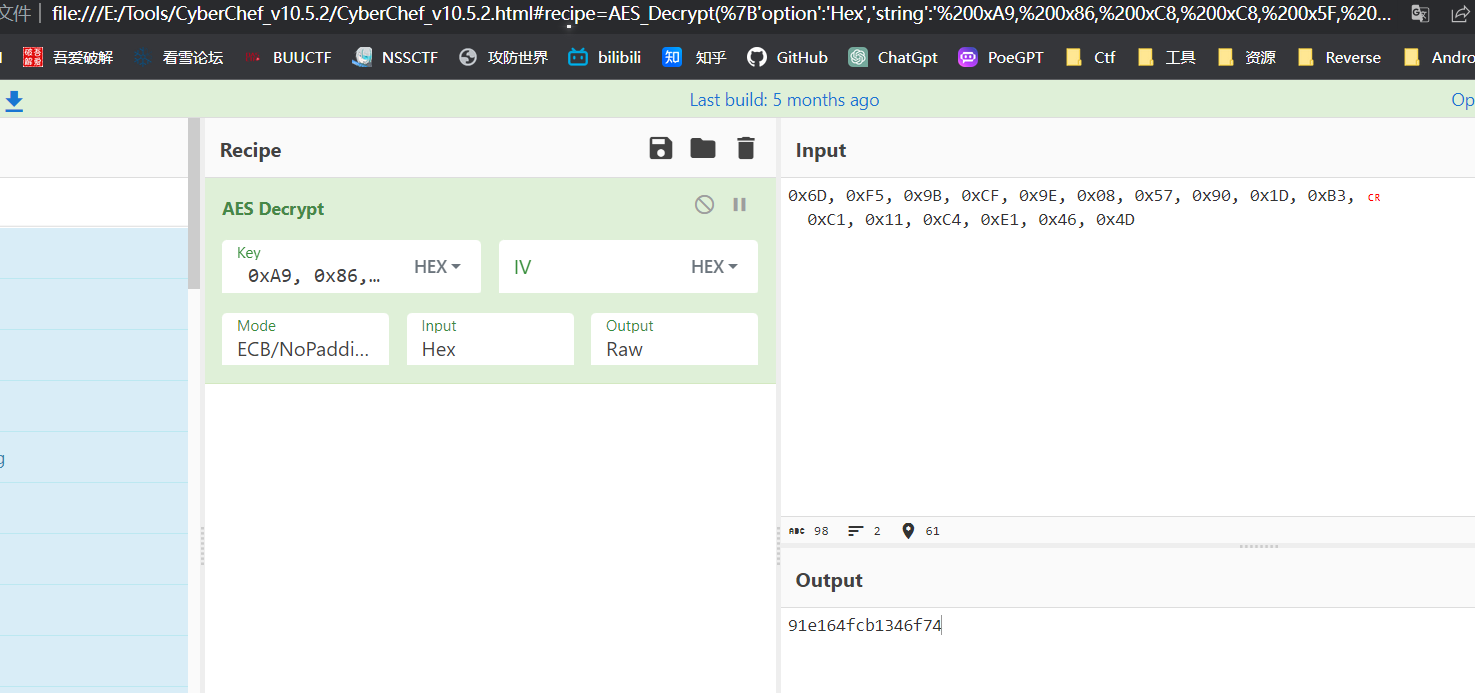 文件 file:///E:/Tools/CyberChef_v10.5.2/CyberChef_v10.5.2.html#recipe=AES_Decrypt(%7B'option':'Hex','string':'%200xA9,%200x86,%200xC8,%200xC8,%200x5F,%20...
吾爱破解 看雪论坛 BUUCTF NSSCTF 攻防世界 bilibili 知 知乎 GitHub ChatGpt PoeGPT Ctf 工具 资源 Reverse Andro
Last build: 5 months ago Op
Recipe
Input
AES Decrypt
0x6D, 0xF5, 0x9B, 0xCF, 0x9E, 0x08, 0x57, 0x90, 0x1D, 0xB3, CR
0xC1, 0x11, 0xC4, 0xE1, 0x46, 0x4D
Key
0xA9, 0x86,...
HEX
IV
HEX
Mode
ECB/NoPaddi...
Input
Hex
Output
Raw
g
ABC 98 2 61
Output
91e164fcb1346f74